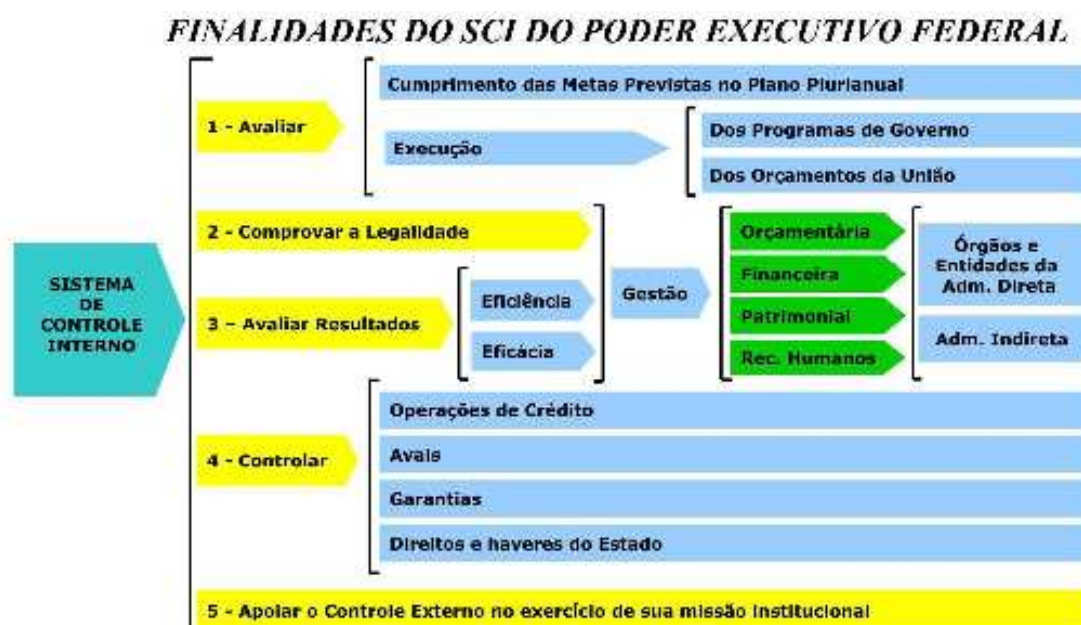 FINALIDADES DO SCI DO PODER EXECUTIVO FEDERAL
SISTEMA
DE
CONTROLE
INTERNO
1 - Avaliar
Cumprimento das Metas Previstas no Plano Plurianual
Execução
Dos Programas de Governo
Dos Orçamentos da União
2 - Comprovar a Legalidade
3 - Avaliar Resultados
Eficiência
Eficácia
Gestão
Orçamentária
Financeira
Patrimonial
Rec. Humanos
Órgãos e
Entidades da
Adm. Direta
Adm. Indireta
4 - Controlar
Operações de Crédito
Avais
Garantias
Direitos e haveres do Estado
5 - Apoiar o Controle Externo no exercício de sua missão institucional